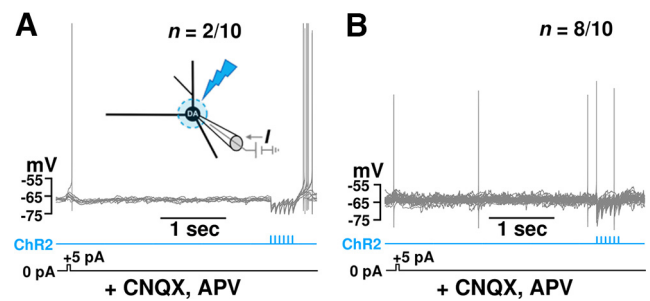 A
n = 2/10
DA
I
mV
-55
-65
-75
1 sec
ChR2
+5 pA
0 pA
+ CNQX, APV
B
n = 8/10
mV
-55
-65
-75
1 sec
ChR2
+5 pA
0 pA
+ CNQX, APV